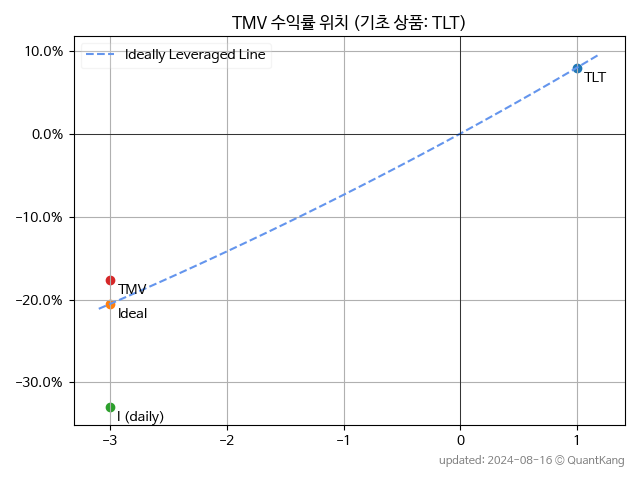 TMV 수익률 위치 (기초 상품: TLT)
10.0%
Ideally Leveraged Line
TLT
0.0%
-10.0%
TMV
-20.0%
Ideal
-30.0%
I (daily)
-3
-2
-1
0
1
updated: 2024-08-16 © QuantKang